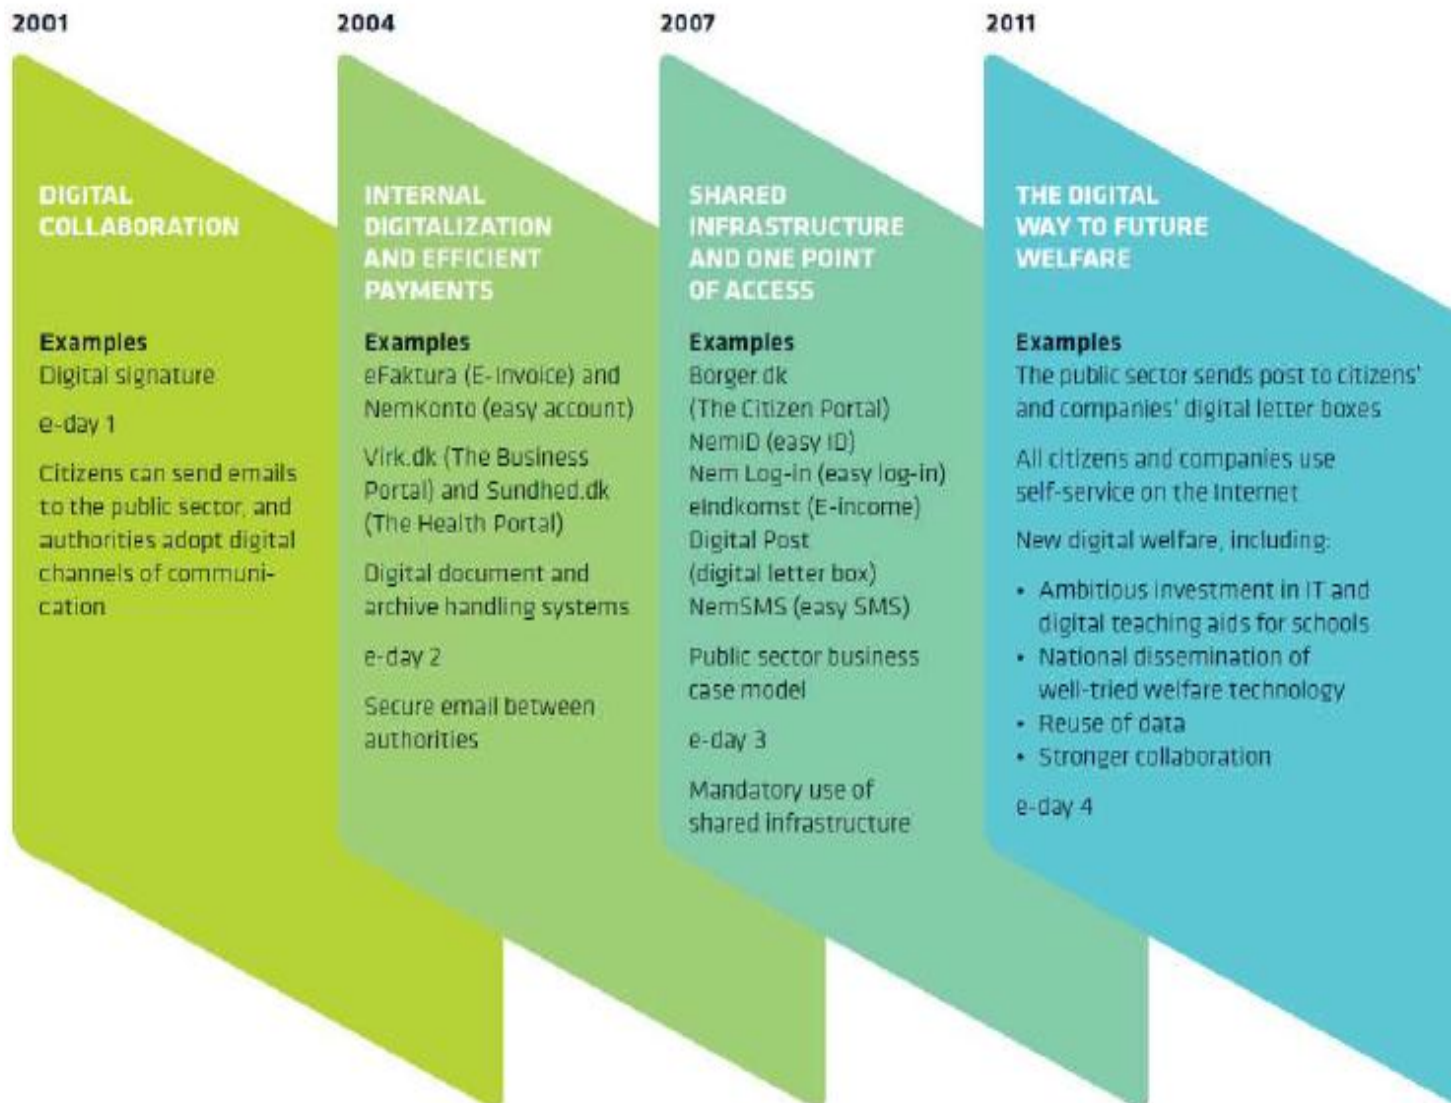 2001
DIGITAL
COLLABORATION
Examples
Digital signature
e-day 1
Citizens can send emails
to the public sector, and
authorities adopt digital
channels of communi-
cation
2004
INTERNAL
DIGITALIZATION
AND EFFICIENT
PAYMENTS
Examples
eFaktura (E-invoice) and
NemKonto (easy account)
Virk.dk (The Business
Portal) and Sundhed.dk
(The Health Portal)
Digital document and
archive handling systems
e-day 2
Secure email between
authorities
2007
SHARED
INFRASTRUCTURE
AND ONE POINT
OF ACCESS
Examples
Borger.dk
(The Citizen Portal)
NemID (easy ID)
Nem Log-in (easy log-in)
eIndkomst (E-income)
Digital Post
(digital letter box)
NemSMS (easy SMS)
Public sector business
case model
e-day 3
Mandatory use of
shared infrastructure
2011
THE DIGITAL
WAY TO FUTURE
WELFARE
Examples
The public sector sends post to citizens'
and companies' digital letter boxes
All citizens and companies use
self-service on the Internet
New digital welfare, including:
• Ambitious investment in IT and
digital teaching aids for schools
• National dissemination of
well-tried welfare technology
• Reuse of data
• Stronger collaboration
e-day 4